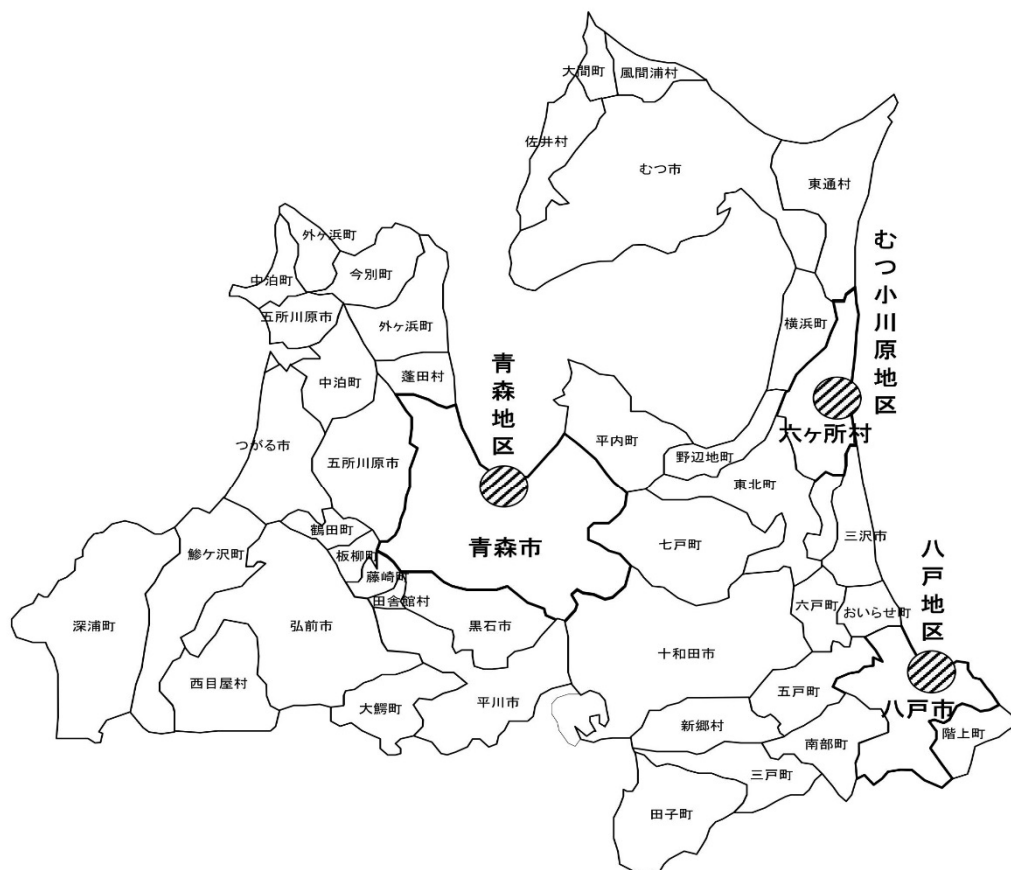 大間町
風間浦村
佐井村
むつ市
東通村
外ヶ浜町
今別町
中泊町
五所川原市
外ヶ浜町
蓬田村
中泊町
つがる市
五所川原市
横浜町
むつ小川原地区
六ヶ所村
青森地区
平内町
野辺地町
東北町
青森市
七戸町
三沢市
鶴田町
板柳町
藤崎町
田舎館村
鰺ケ沢町
深浦町
弘前市
黒石市
西目屋村
大鰐町
平川市
十和田市
六戸町
おいらせ町
八戸地区
八戸市
五戸町
新郷村
南部町
階上町
三戸町
田子町